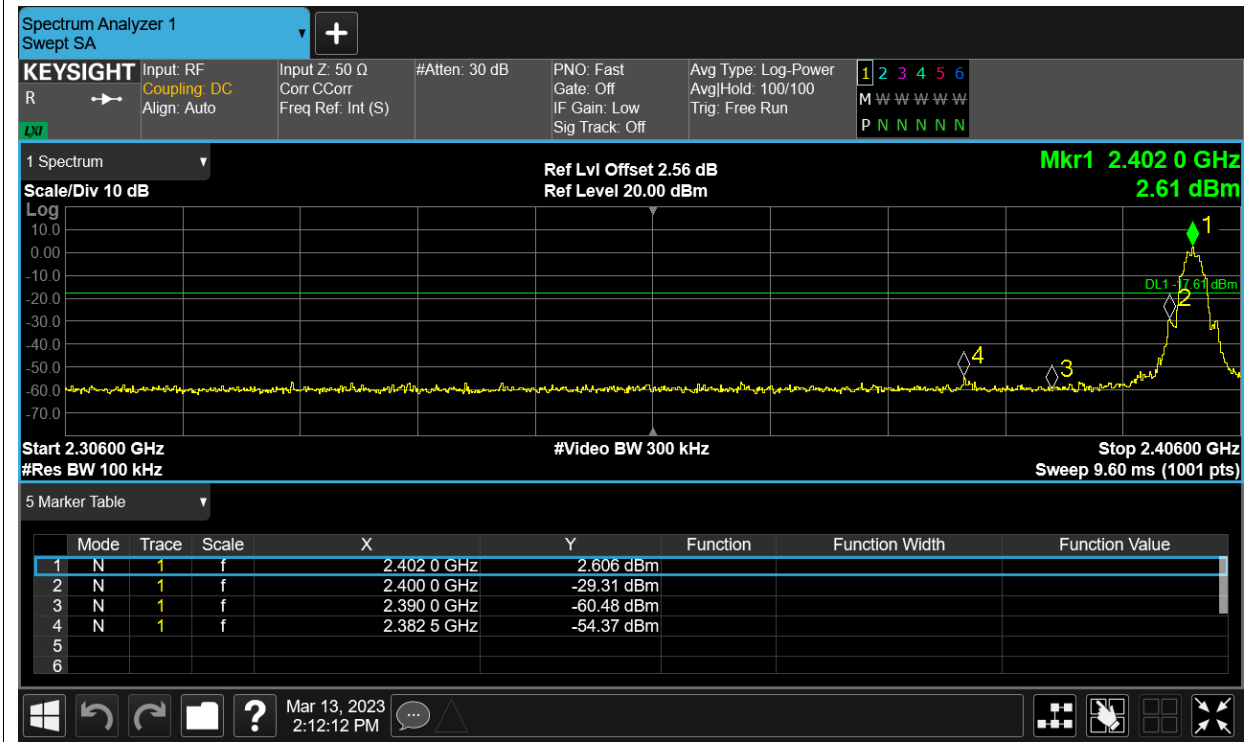 Spectrum Analyzer 1
Swept SA
+
KEYSIGHT Input: RF Input Z: 50 Ω #Atten: 30 dB PNO: Fast Avg Type: Log-Power 1 2 3 4 5 6
R Coupling: DC Corr CCorr Gate: Off Avg|Hold: 100/100 M W W W W W
Align: Auto Freq Ref: Int (S) IF Gain: Low Trig: Free Run
LXI Sig Track: Off P N N N N N
1 Spectrum Ref Lvl Offset 2.56 dB Mkr1 2.402 0 GHz
Scale/Div 10 dB Ref Level 20.00 dBm 2.61 dBm
Log
10.0 1
0.00
-10.0
DL1 -17.61 dBm
-20.0 2
-30.0
-40.0
4
-50.0 3
-60.0
-70.0
Start 2.30600 GHz #Video BW 300 kHz Stop 2.40600 GHz
#Res BW 100 kHz Sweep 9.60 ms (1001 pts)
5 Marker Table
Mode Trace Scale X Y Function Function Width Function Value
1 N 1 f 2.402 0 GHz 2.606 dBm
2 N 1 f 2.400 0 GHz -29.31 dBm
3 N 1 f 2.390 0 GHz -60.48 dBm
4 N 1 f 2.382 5 GHz -54.37 dBm
5
6
? Mar 13, 2023
2:12:12 PM